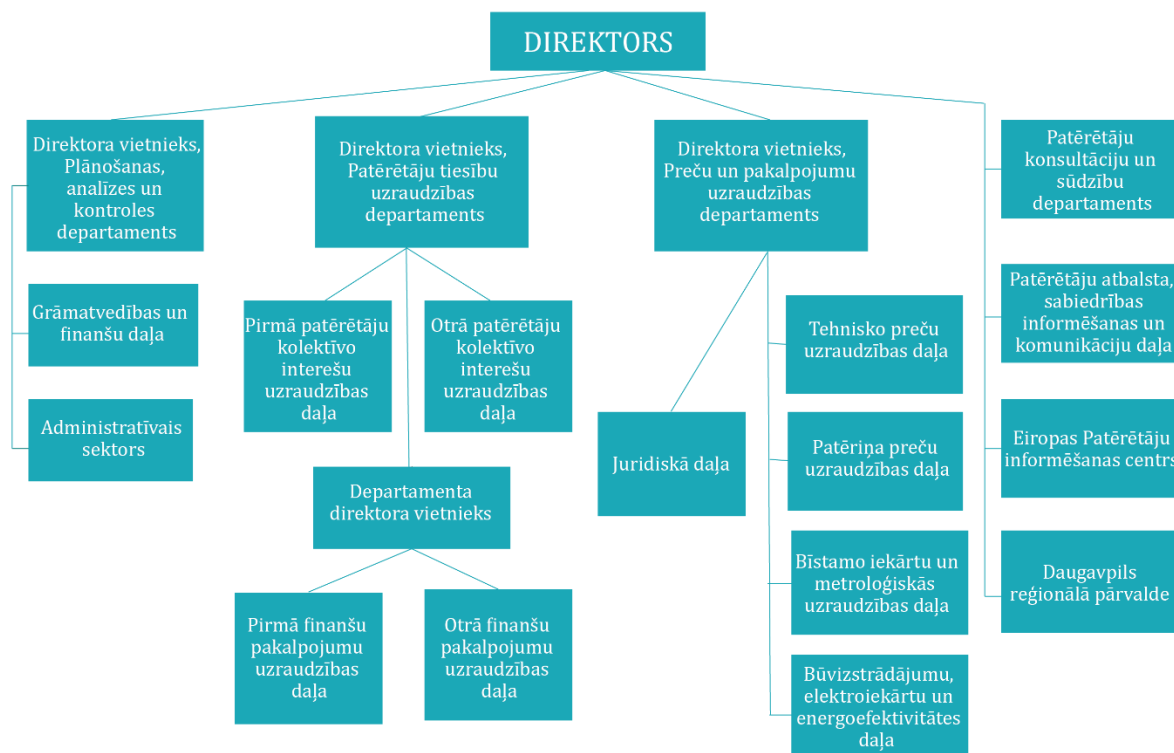 DIREKTORS
Direktora vietnieks,
Plānošanas,
analīzes un
kontroles
departaments
Grāmatvedības un
finanšu daļa
Administratīvais
sektors
Direktora vietnieks,
Patērētāju tiesību
uzraudzības
departaments
Pirmā patērētāju
kolektīvo
interešu
uzraudzības
daļa
Otrā patērētāju
kolektīvo
interešu
uzraudzības
daļa
Departamenta
direktora vietnieks
Pirmā finanšu
pakalpojumu
uzraudzības
daļa
Otrā finanšu
pakalpojumu
uzraudzības
daļa
Direktora vietnieks,
Preču un pakalpojumu
uzraudzības
departaments
Juridiskā daļa
Tehnisko preču
uzraudzības daļa
Patēriņa preču
uzraudzības daļa
Bīstamo iekārtu un
metroloģiskās
uzraudzības daļa
Būvizstrādājumu,
elektroiekārtu un
energoefektivitātes
daļa
Patērētāju
konsultāciju un
sūdzību
departaments
Patērētāju atbalsta,
sabiedrības
informēšanas un
komunikāciju daļa
Eiropas Patērētāju
informēšanas centrs
Daugavpils
reģionālā pārvalde